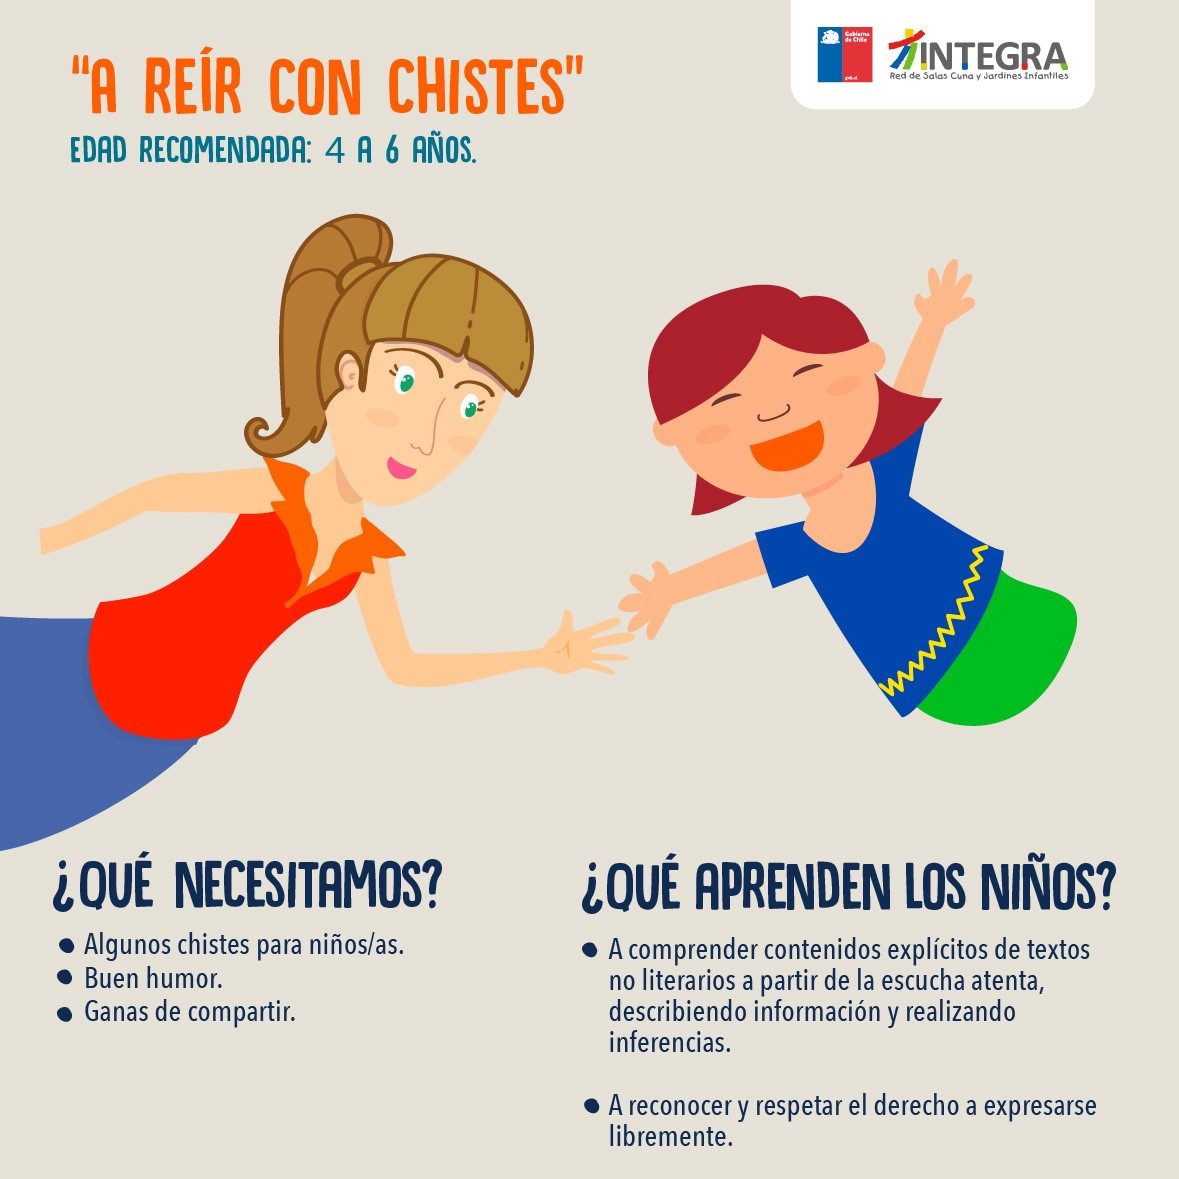 "A REÍR CON CHISTES"
EDAD RECOMENDADA: 4 A 6 AÑOS.
Gobierno
de Chile
gob.cl
INTEGRA
Red de Salas Cuna y Jardines Infantiles
¿QUÉ NECESITAMOS?
Algunos chistes para niños/as.
Buen humor.
Ganas de compartir.
¿QUÉ APRENDEN LOS NIÑOS?
A comprender contenidos explícitos de textos
no literarios a partir de la escucha atenta,
describiendo información y realizando
inferencias.
A reconocer y respetar el derecho a expresarse
libremente.